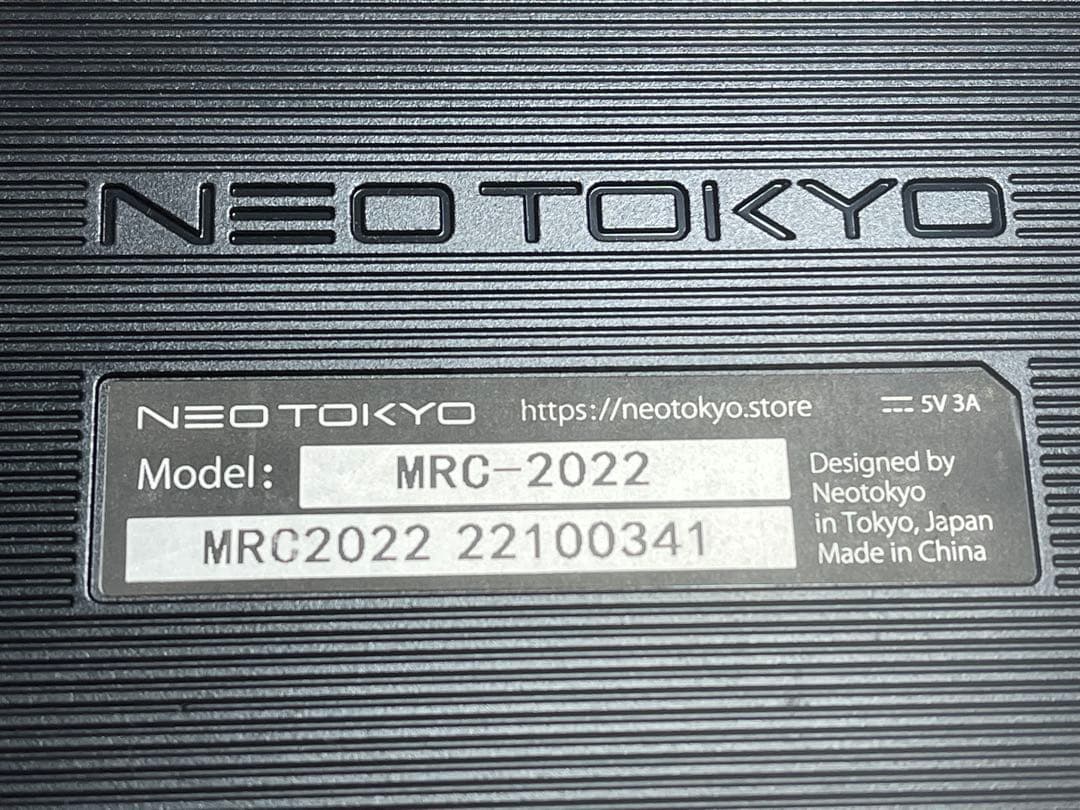 NEO TOKYO
NEO TOKYO https://neotokyo.store 5V 3A
Model: MRC-2022
MRC2022 22100341
Designed by
Neotokyo
in Tokyo, Japan
Made in China